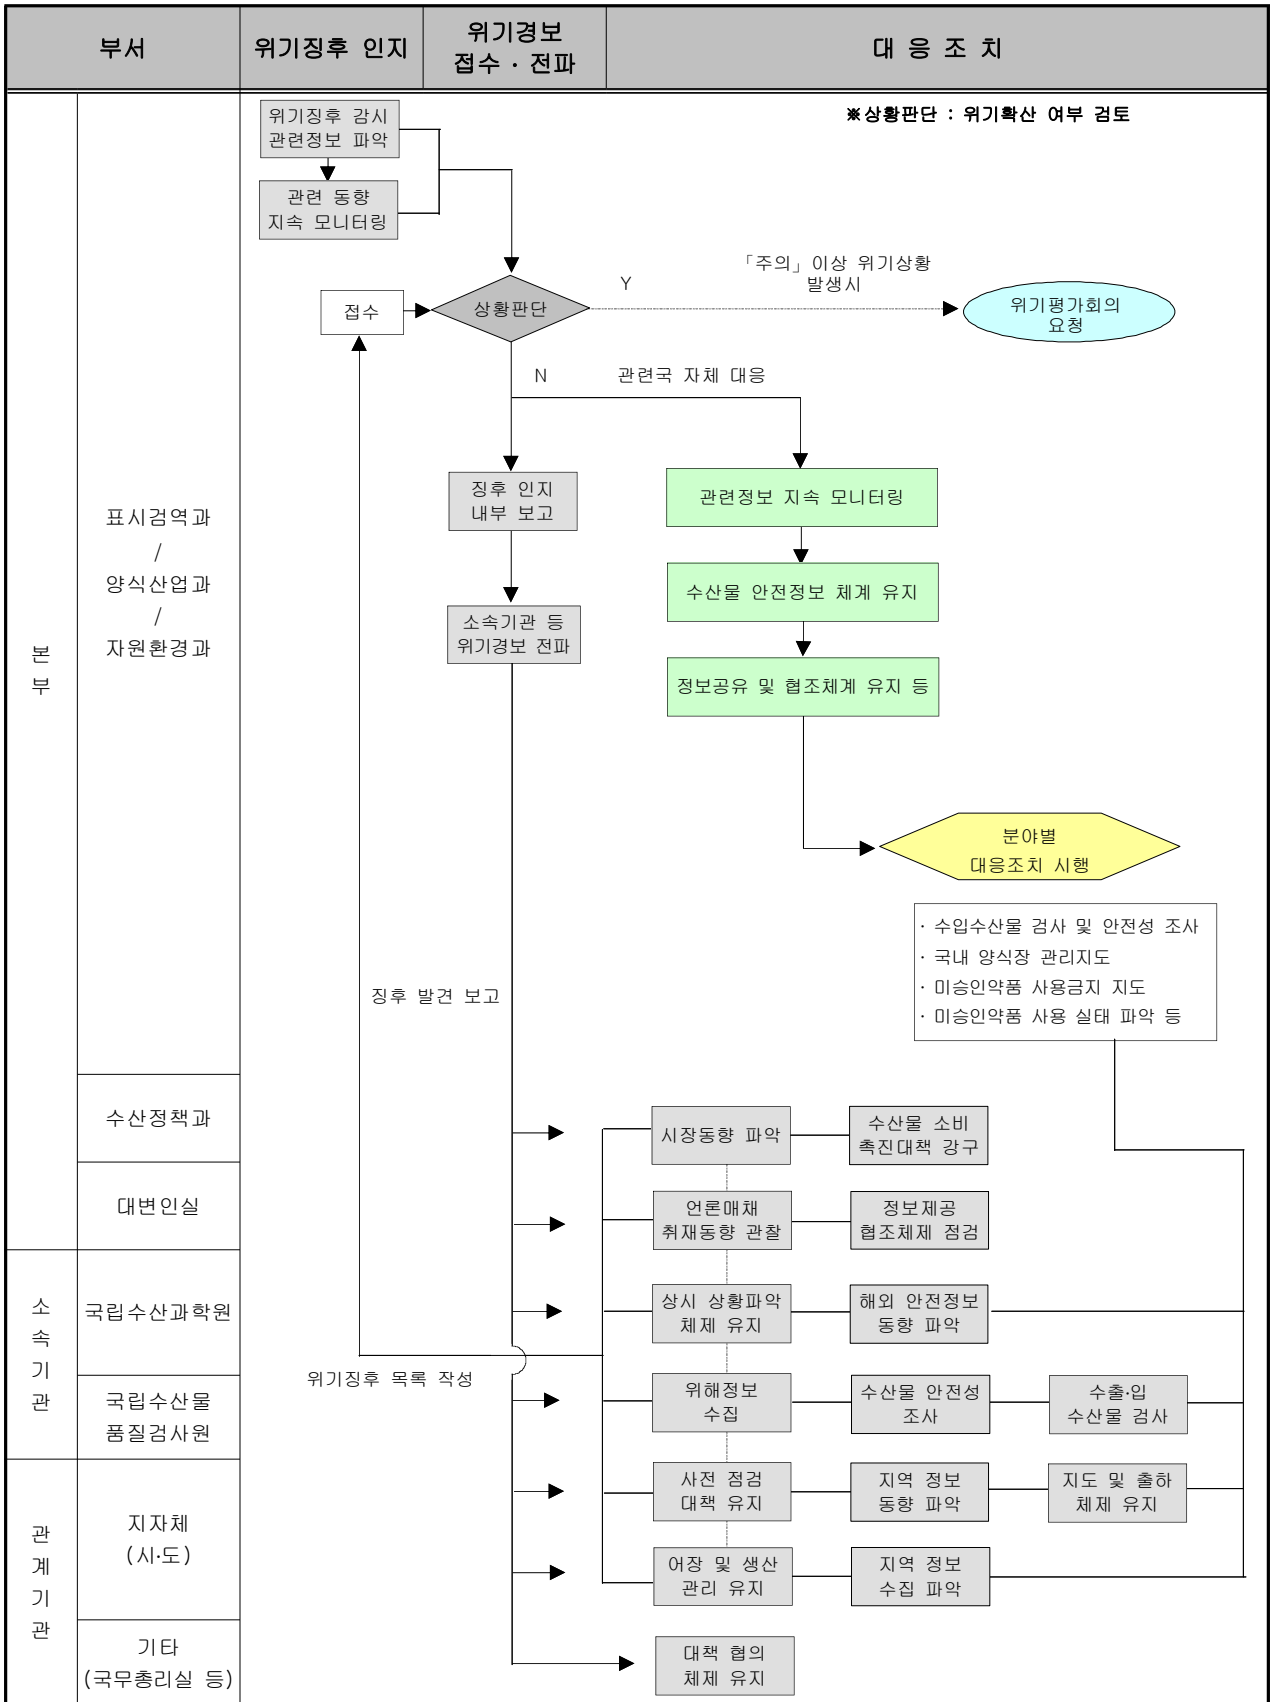 부서
위기징후 인지
위기경보
접수 · 전파
대 응 조 치
※상황판단 : 위기확산 여부 검토
위기징후 감시
관련정보 파악
관련 동향
지속 모니터링
「주의」이상 위기상황
발생시
Y
접수
상황판단
위기평가회의
요청
N
관련국 자체 대응
징후 인지
내부 보고
관련정보 지속 모니터링
표시검역과
/
양식산업과
/
자원환경과
수산물 안전정보 체계 유지
소속기관 등
위기경보 전파
본
부
정보공유 및 협조체계 유지 등
분야별
대응조치 시행
· 수입수산물 검사 및 안전성 조사
· 국내 양식장 관리지도
· 미승인약품 사용금지 지도
· 미승인약품 사용 실태 파악 등
징후 발견 보고
수산정책과
시장동향 파악
수산물 소비
촉진대책 강구
대변인실
언론매채
취재동향 관찰
정보제공
협조체제 점검
소
속
기
관
국립수산과학원
상시 상황파악
체제 유지
해외 안전정보
동향 파악
위기징후 목록 작성
국립수산물
품질검사원
위해정보
수집
수산물 안전성
조사
수출·입
수산물 검사
관
계
기
관
지자체
(시·도)
사전 점검
대책 유지
지역 정보
동향 파악
지도 및 출하
체제 유지
어장 및 생산
관리 유지
지역 정보
수집 파악
기타
(국무총리실 등)
대책 협의
체제 유지